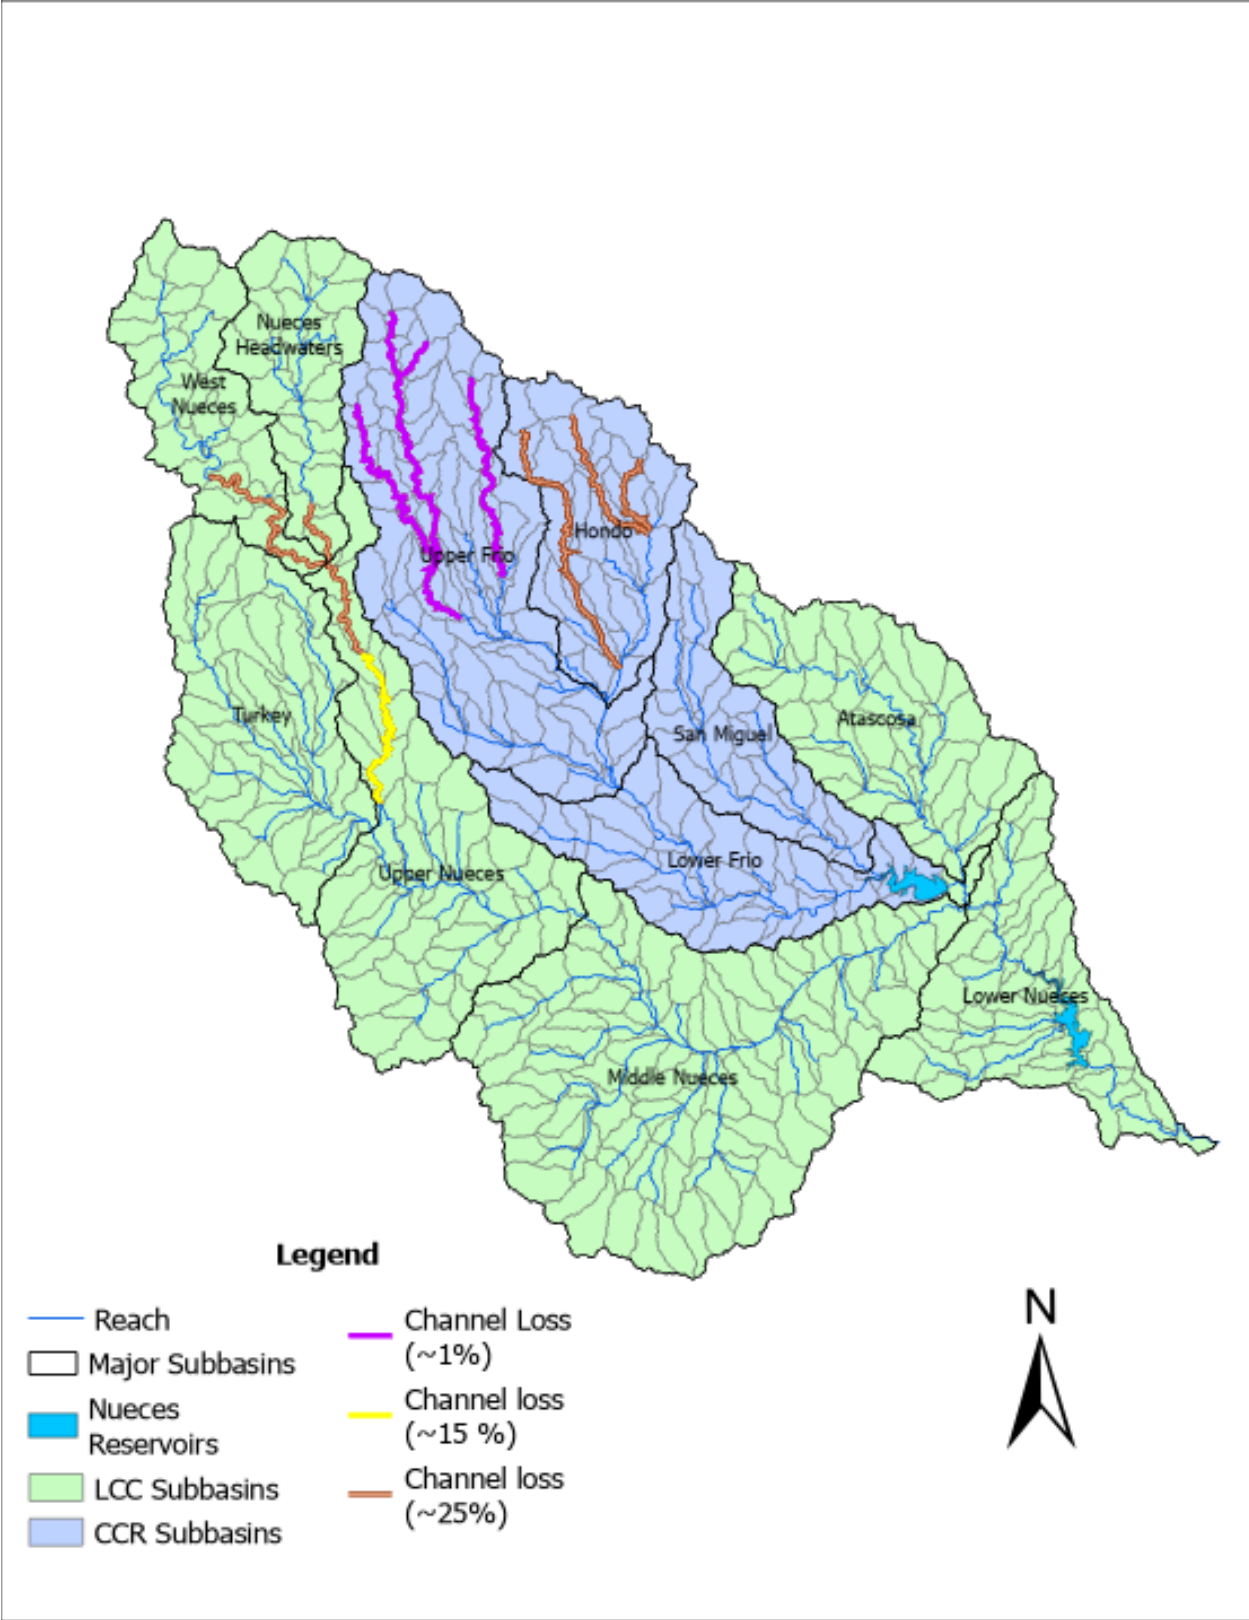 Nueces
Headwaters
West
Nueces
Hondo
Upper Frio
Turkey
San Miguel
Atascosa
Lower Frio
Upper Nueces
Lower Nueces
Middle Nueces
Legend
Reach
Major Subbasins
Nueces
Reservoirs
LCC Subbasins
CCR Subbasins
Channel Loss
(~1%)
Channel loss
(~15 %)
Channel loss
(~25%)
N